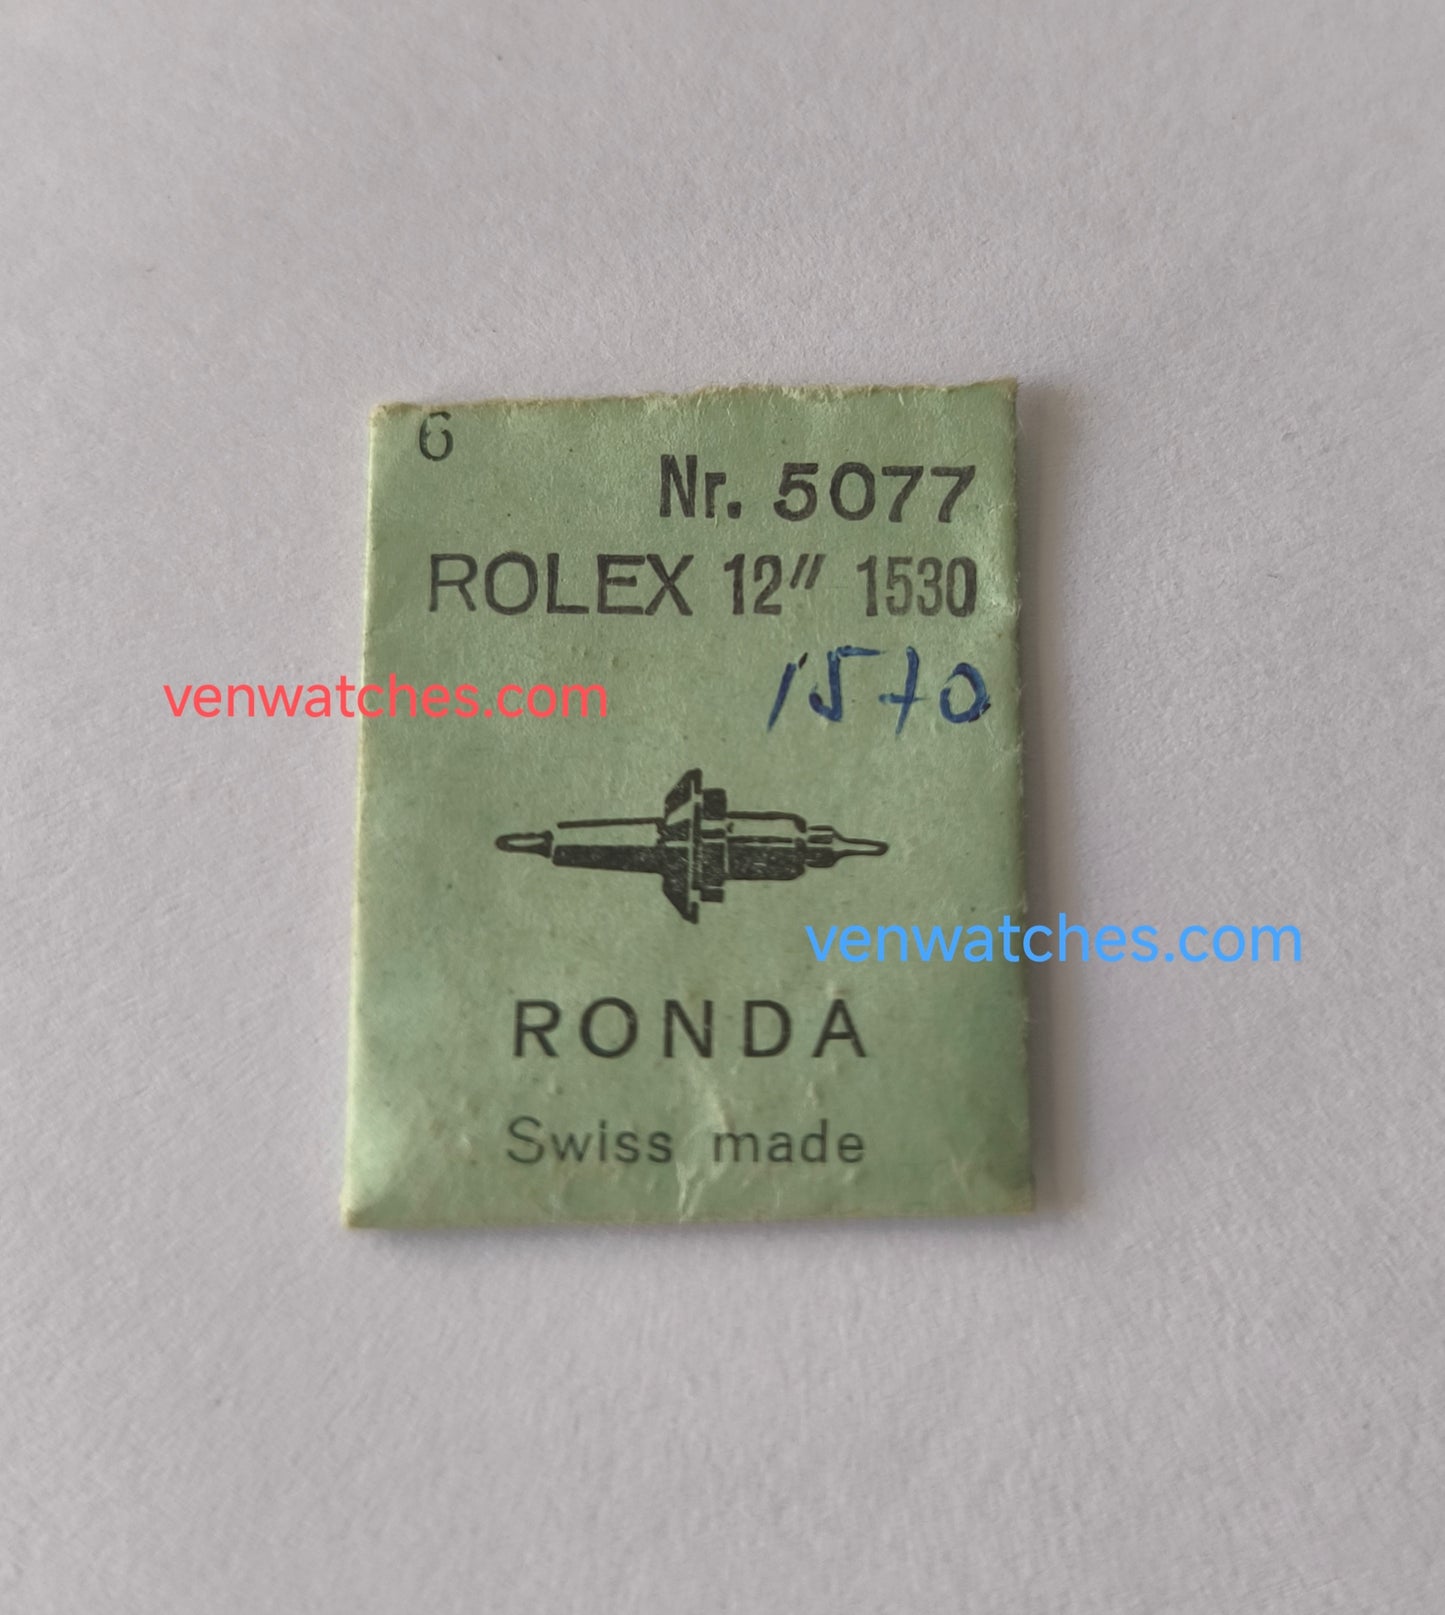 6
Nr. 5077
ROLEX 12″ 1530
1570
venwatches.com
venwatches.com
RONDA
Swiss made